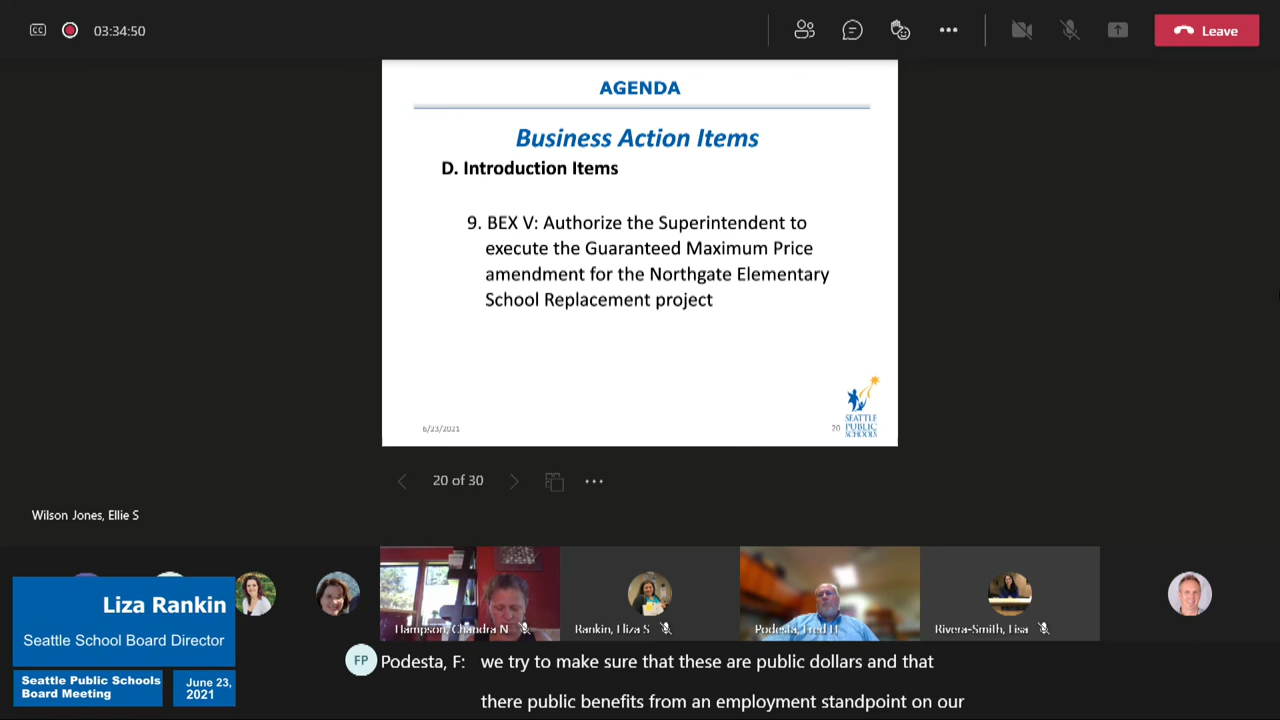 CC
03:34:50
Leave
AGENDA
Business Action Items
D. Introduction Items
9. BEX V: Authorize the Superintendent to
execute the Guaranteed Maximum Price
amendment for the Northgate Elementary
School Replacement project
6/23/2021
20
SEATTLE
PUBLIC
SCHOOLS
20 of 30
Wilson Jones, Ellie S
Hampson, Chandra N
Rankin, Eliza S
Podesta, Fred H
Rivera-Smith, Lisa
Liza Rankin
Seattle School Board Director
Seattle Public Schools
Board Meeting
June 23,
2021
FP
Podesta, F: we try to make sure that these are public dollars and that
there public benefits from an employment standpoint on our